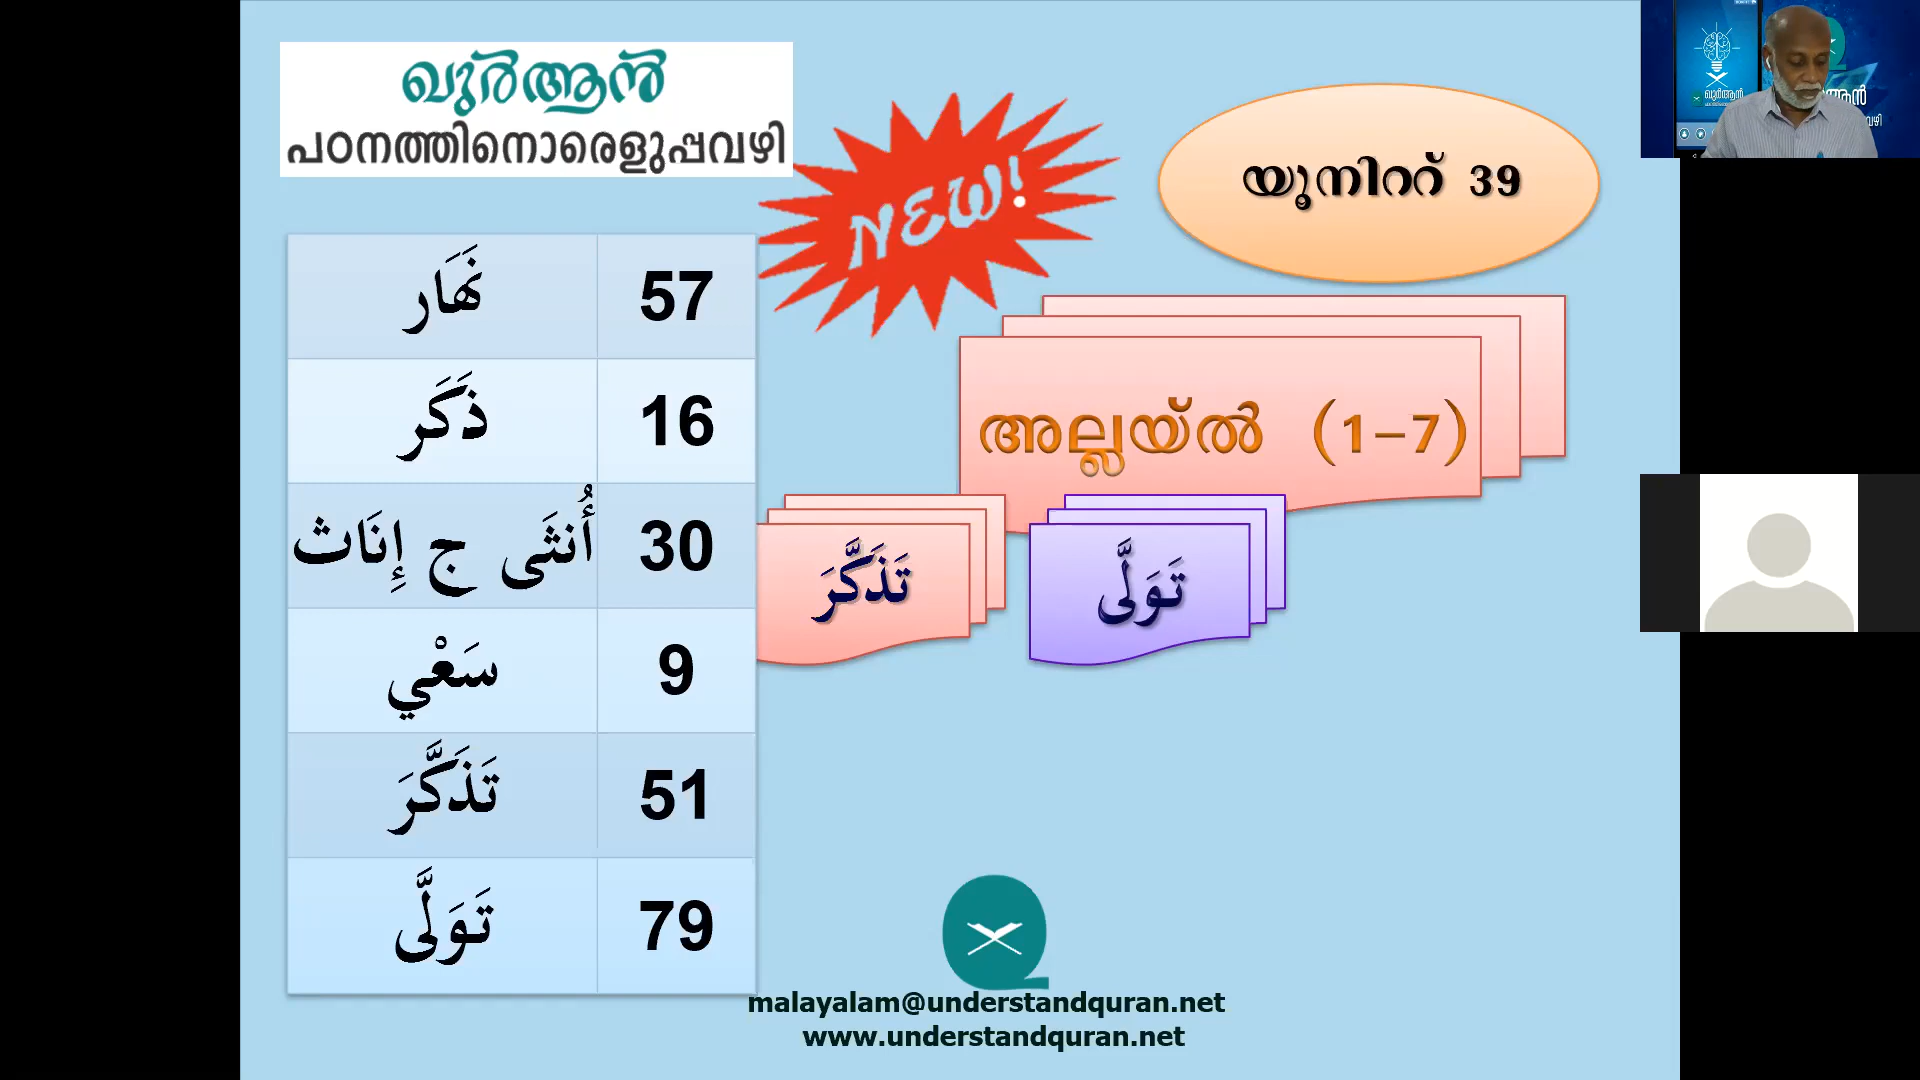 ഖുർആൻ
പഠനത്തിനൊരെളുപ്പവഴി
NEW!
യൂനിററ് 39
അല്ലയ്ൽ (1-7)
تَذَكَّرَ
تَوَلَّى
نَهَار 57
ذَكَر 16
أُنثَى ج إِنَاث 30
سَعْي 9
تَذَكَّرَ 51
تَوَلَّى 79
malayalam@understandquran.net
www.understandquran.net
ഖുർആൻ